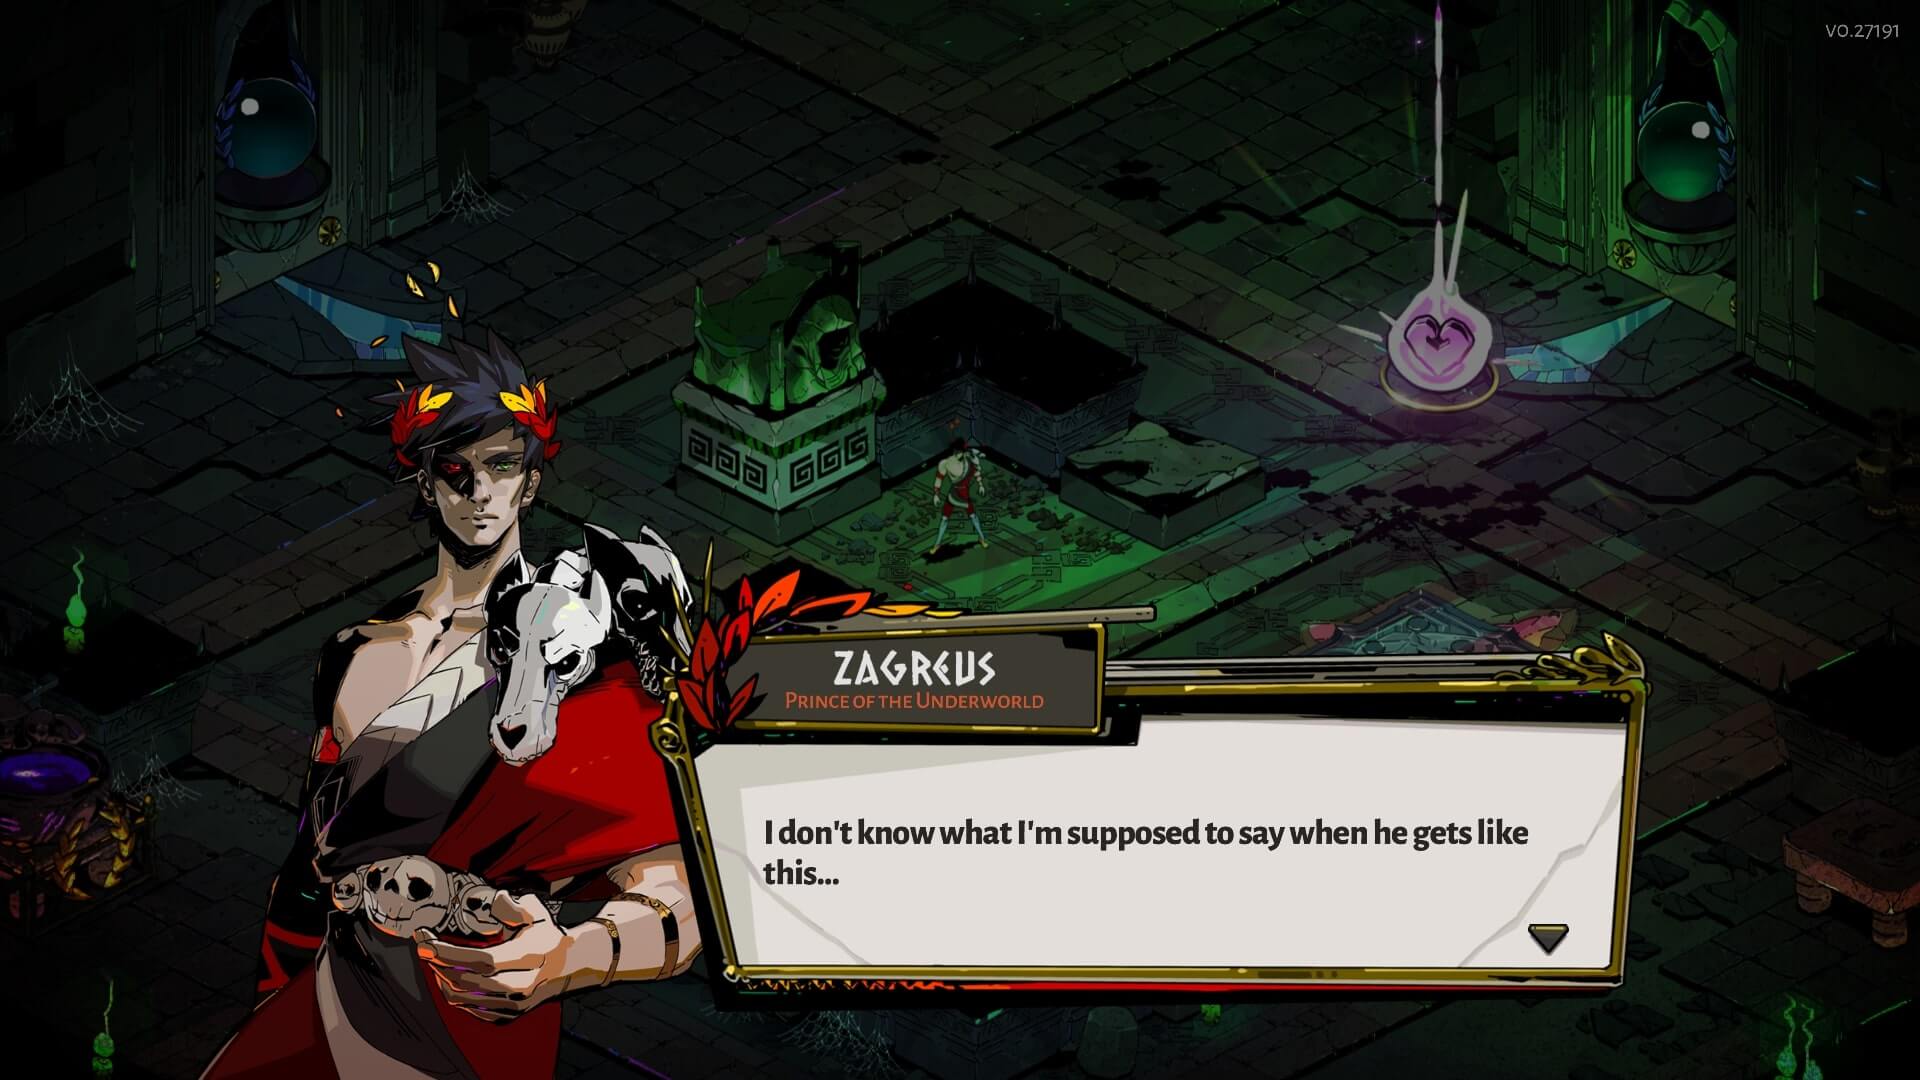 V0.27191
ZAGREUS
PRINCE OF THE UNDERWORLD
I don't know what I'm supposed to say when he gets like
this...